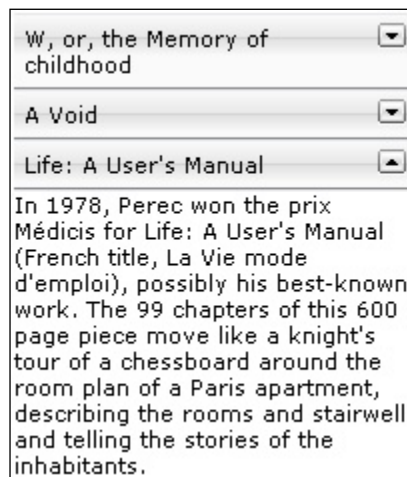 W, or, the Memory of
childhood
A Void
Life: A User's Manual
In 1978, Perec won the prix
Médicis for Life: A User's Manual
(French title, La Vie mode
d'emploi), possibly his best-known
work. The 99 chapters of this 600
page piece move like a knight's
tour of a chessboard around the
room plan of a Paris apartment,
describing the rooms and stairwell
and telling the stories of the
inhabitants.